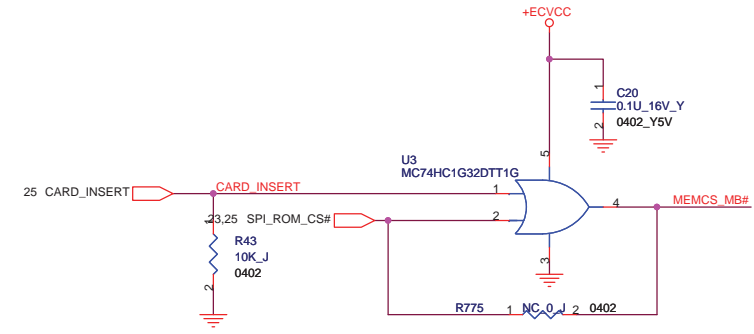 +ECVCC
1
C20
0.1U_16V_Y
2
0402_Y5V
U3
MC74HC1G32DTT1G
5
25 CARD_INSERT
CARD_INSERT
1
4
MEMCS_MB#
1
23,25 SPI_ROM_CS#
2
R43
10K_J
0402
2
3
R775
1
NC_0_J
2
0402